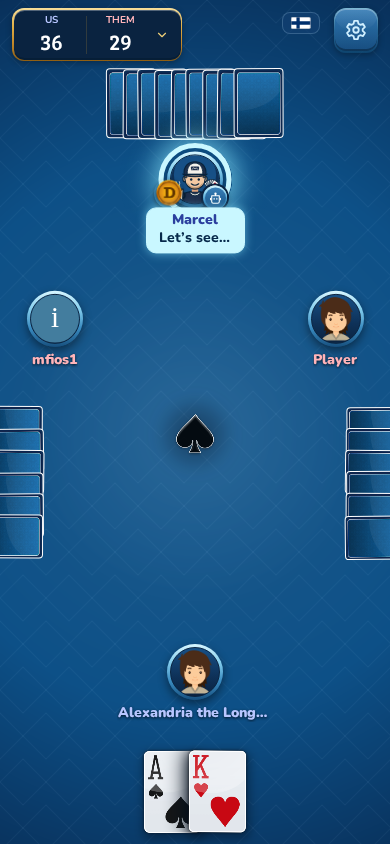 US
THEM
36
29
D
Marcel
Let's see...
i
mfios1
Player
Alexandria the Long...
A
K